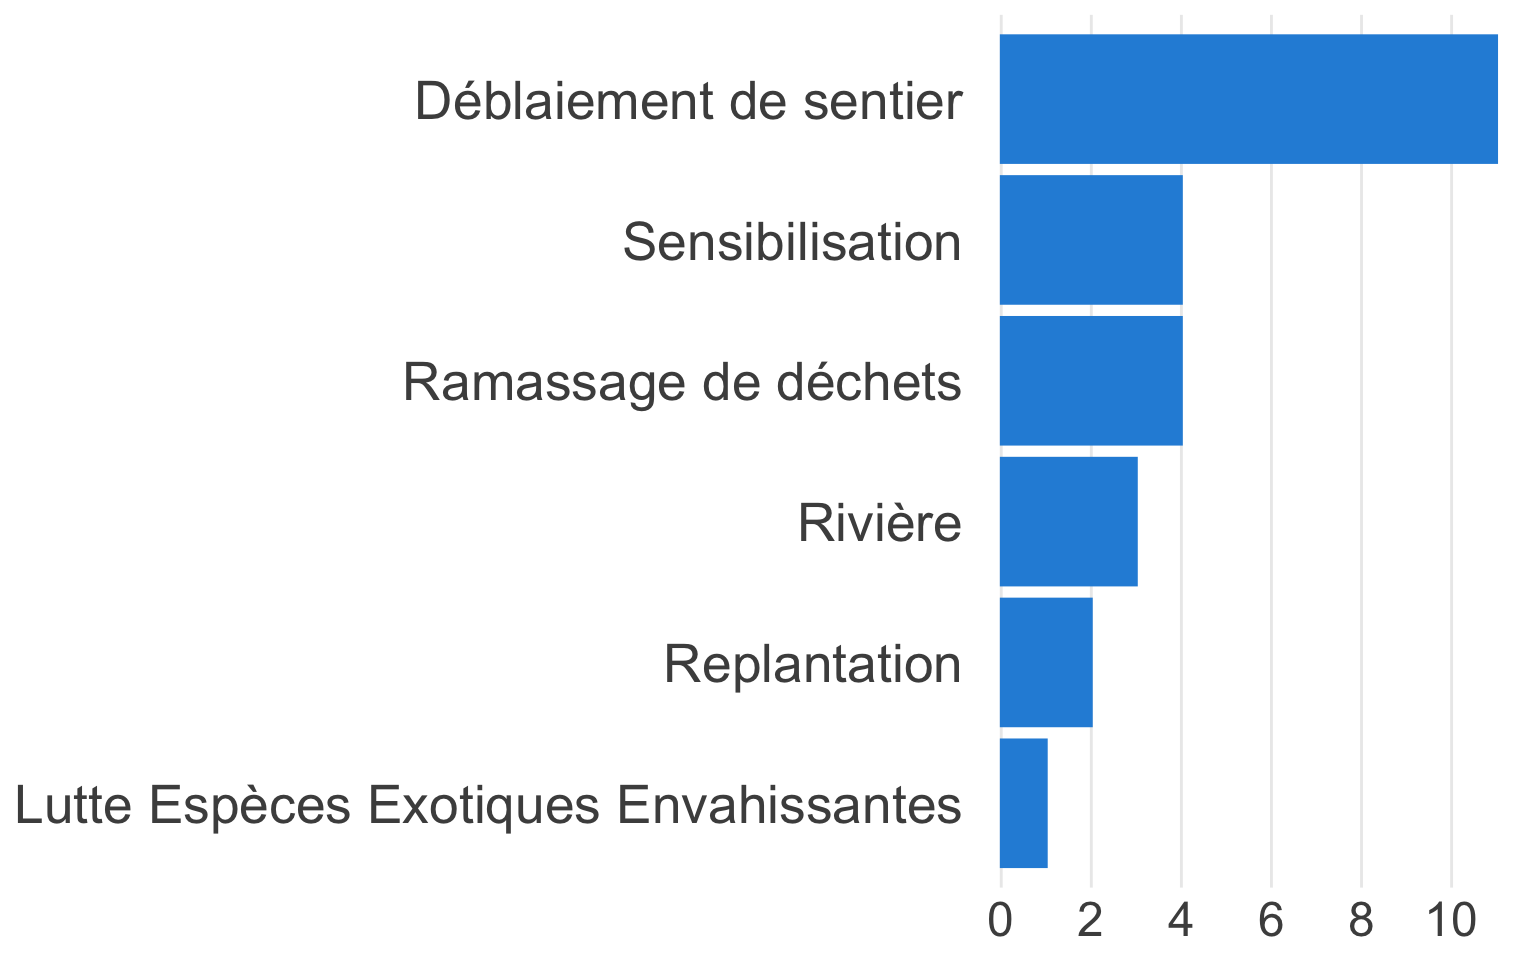 Déblaiement de sentier
Sensibilisation
Ramassage de déchets
Rivière
Replantation
Lutte Espèces Exotiques Envahissantes
0 2 4 6 8 10